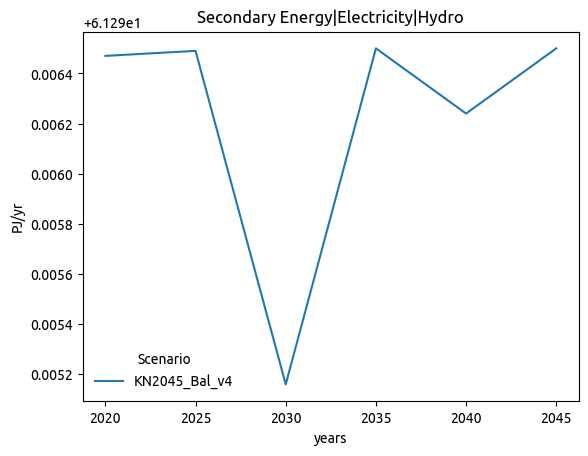 Secondary Energy|Electricity|Hydro
+6.129e1
0.0064
0.0062
0.0060
0.0058
0.0056
0.0054
0.0052
PJ/yr
Scenario
KN2045_Bal_v4
2020 2025 2030 2035 2040 2045
years